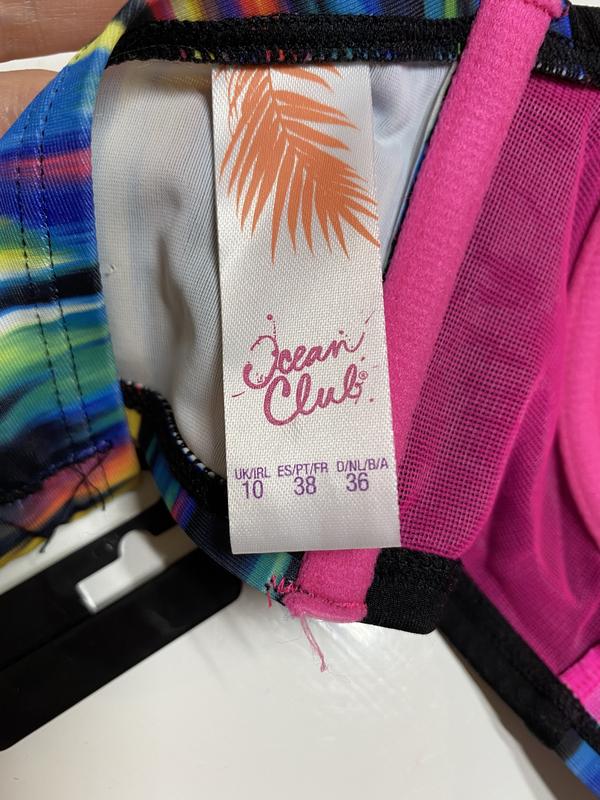 Ocean
Club®
UK/IRL ES/PT/FR D/NL/B/A
10 38 36